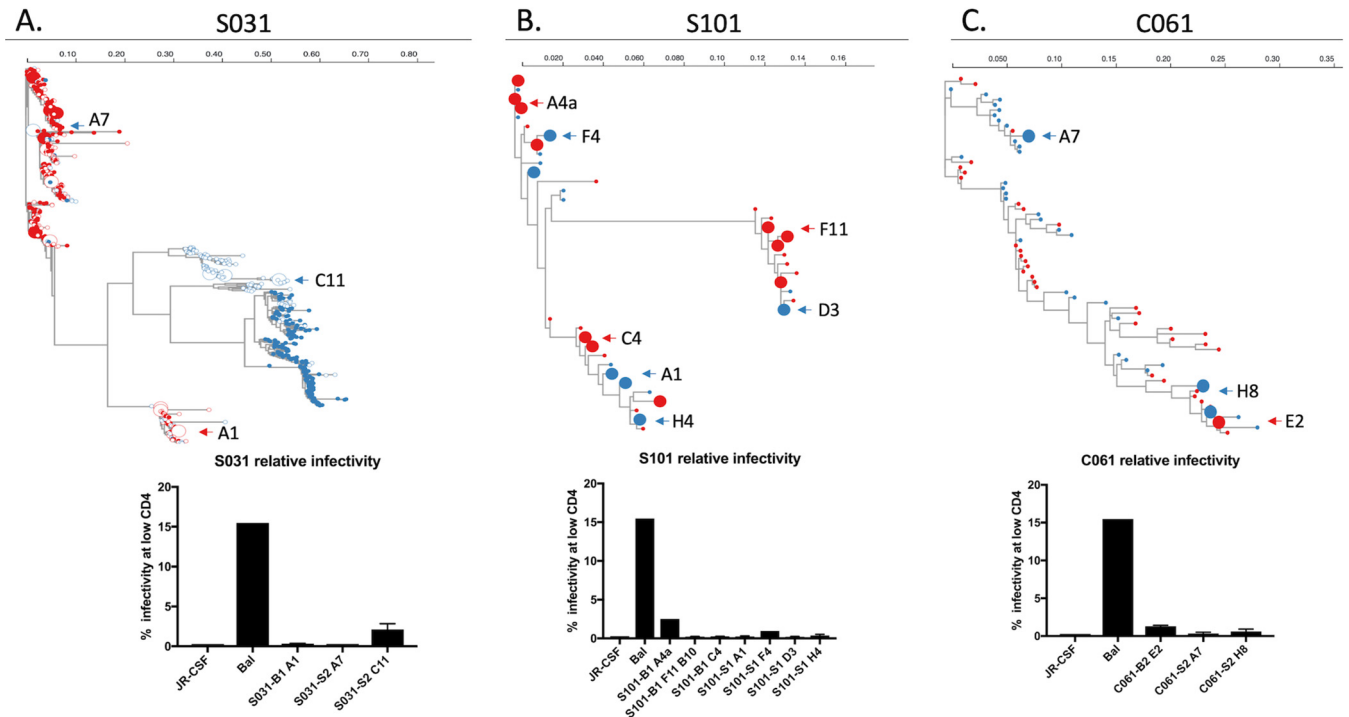 A. S031
0.10 0.20 0.30 0.40 0.50 0.60 0.70 0.80
A7
C11
A1
S031 relative infectivity
% infectivity at low CD4
20
15
10
5
0
JR-CSF
Bal
S031-B1 A1
S031-S2 A7
S031-S2 C11
B. S101
0.020 0.040 0.060 0.080 0.10 0.12 0.14 0.16
A4a
F4
F11
D3
C4
A1
H4
S101 relative infectivity
% infectivity at low CD4
20
15
10
5
0
JR-CSF
Bal
S101-B1 A4a
S101-B1 F11 B10
S101-B1 C4
S101-S1 A1
S101-S1 F4
S101-S1 D3
S101-S1 H4
C. C061
0.050 0.10 0.15 0.20 0.25 0.30 0.35
A7
H8
E2
C061 relative infectivity
% infectivity at low CD4
20
15
10
5
0
JR-CSF
Bal
C061-B2 E2
C061-S2 A7
C061-S2 H8